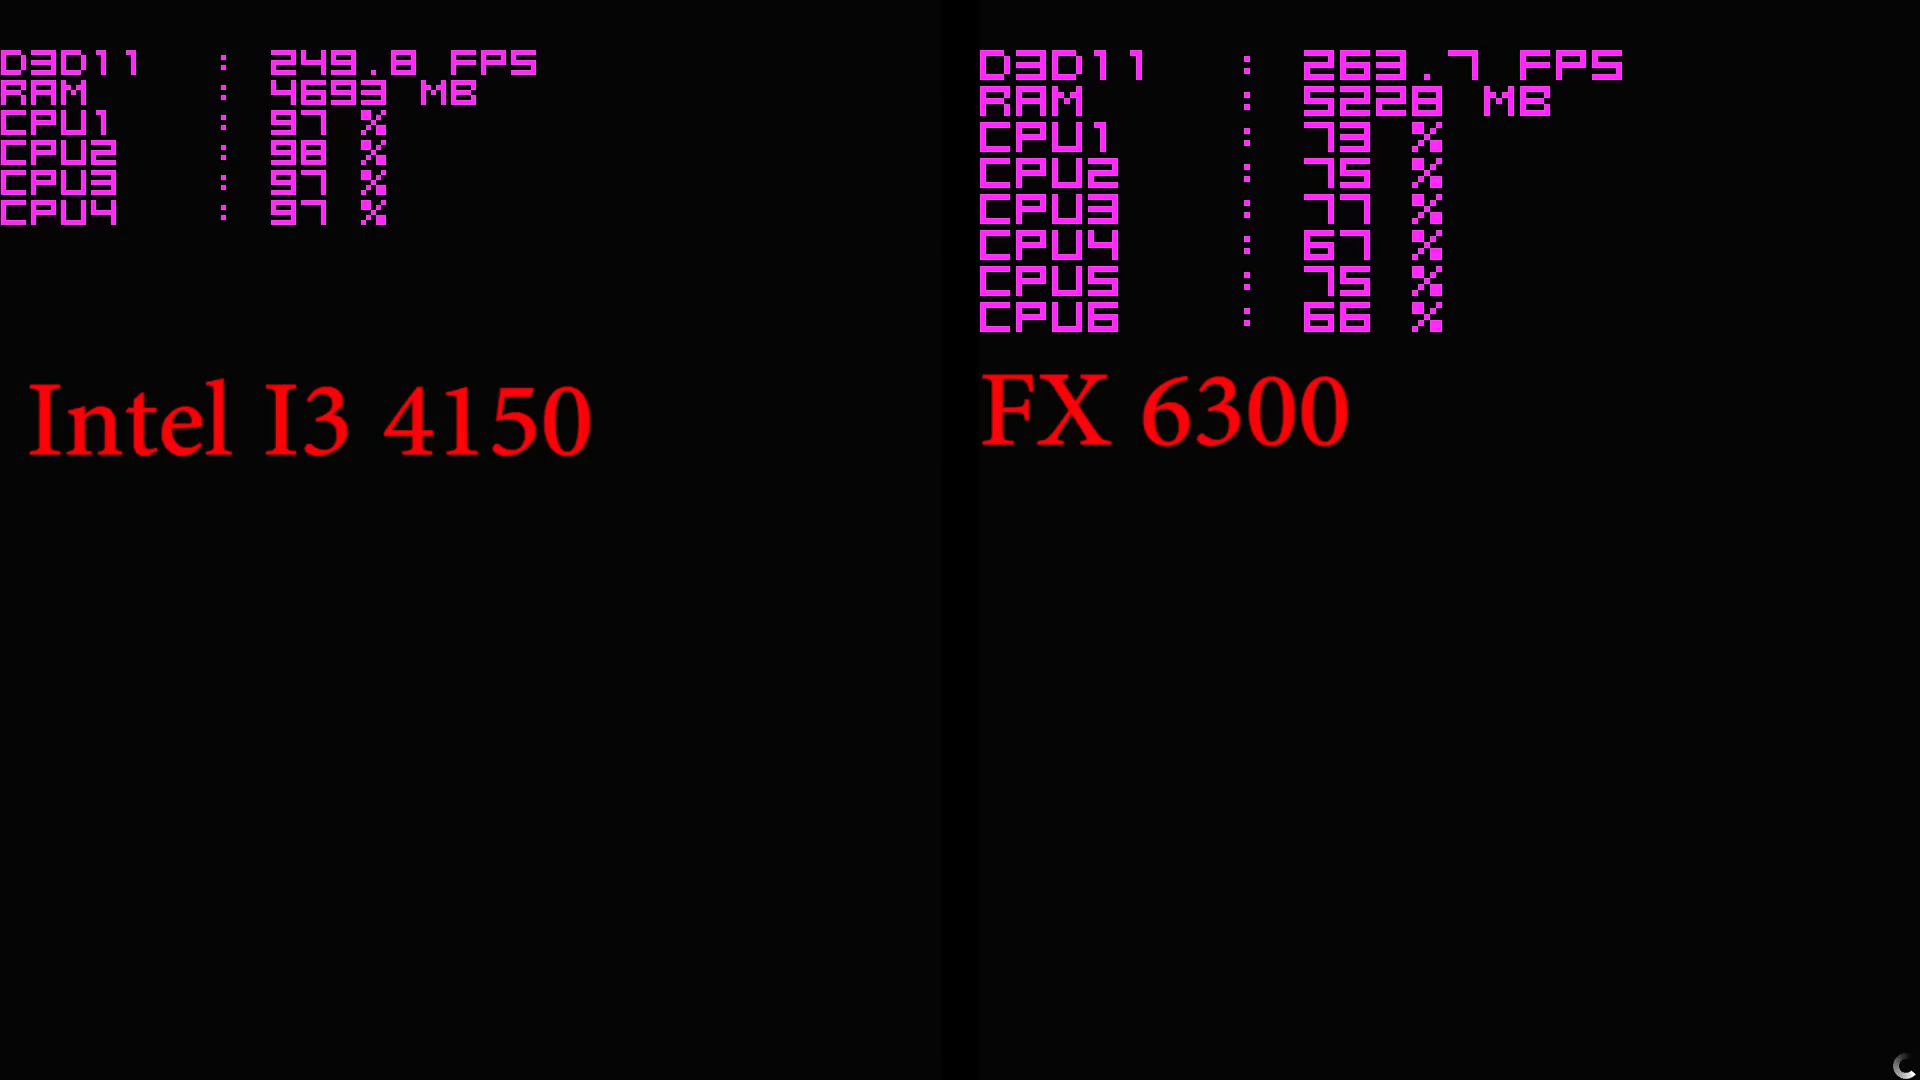 D3D11 : 249.8 FPS
RAM : 4693 MB
CPU1 : 97 %
CPU2 : 98 %
CPU3 : 97 %
CPU4 : 97 %
Intel I3 4150
D3D11 : 263.7 FPS
RAM : 5228 MB
CPU1 : 73 %
CPU2 : 75 %
CPU3 : 77 %
CPU4 : 67 %
CPU5 : 75 %
CPU6 : 66 %
FX 6300